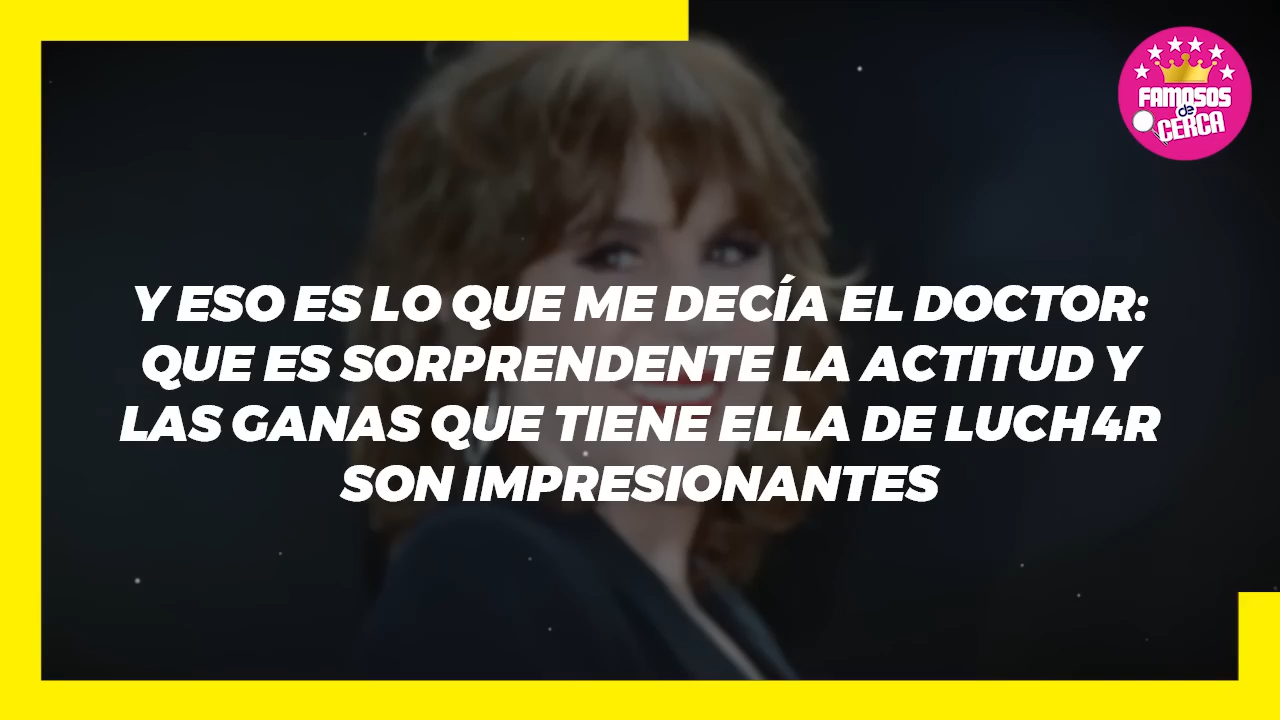 FAMOSOS
de
CERCA
Y ESO ES LO QUE ME DECÍA EL DOCTOR:
QUE ES SORPRENDENTE LA ACTITUD Y
LAS GANAS QUE TIENE ELLA DE LUCH4R
SON IMPRESIONANTES